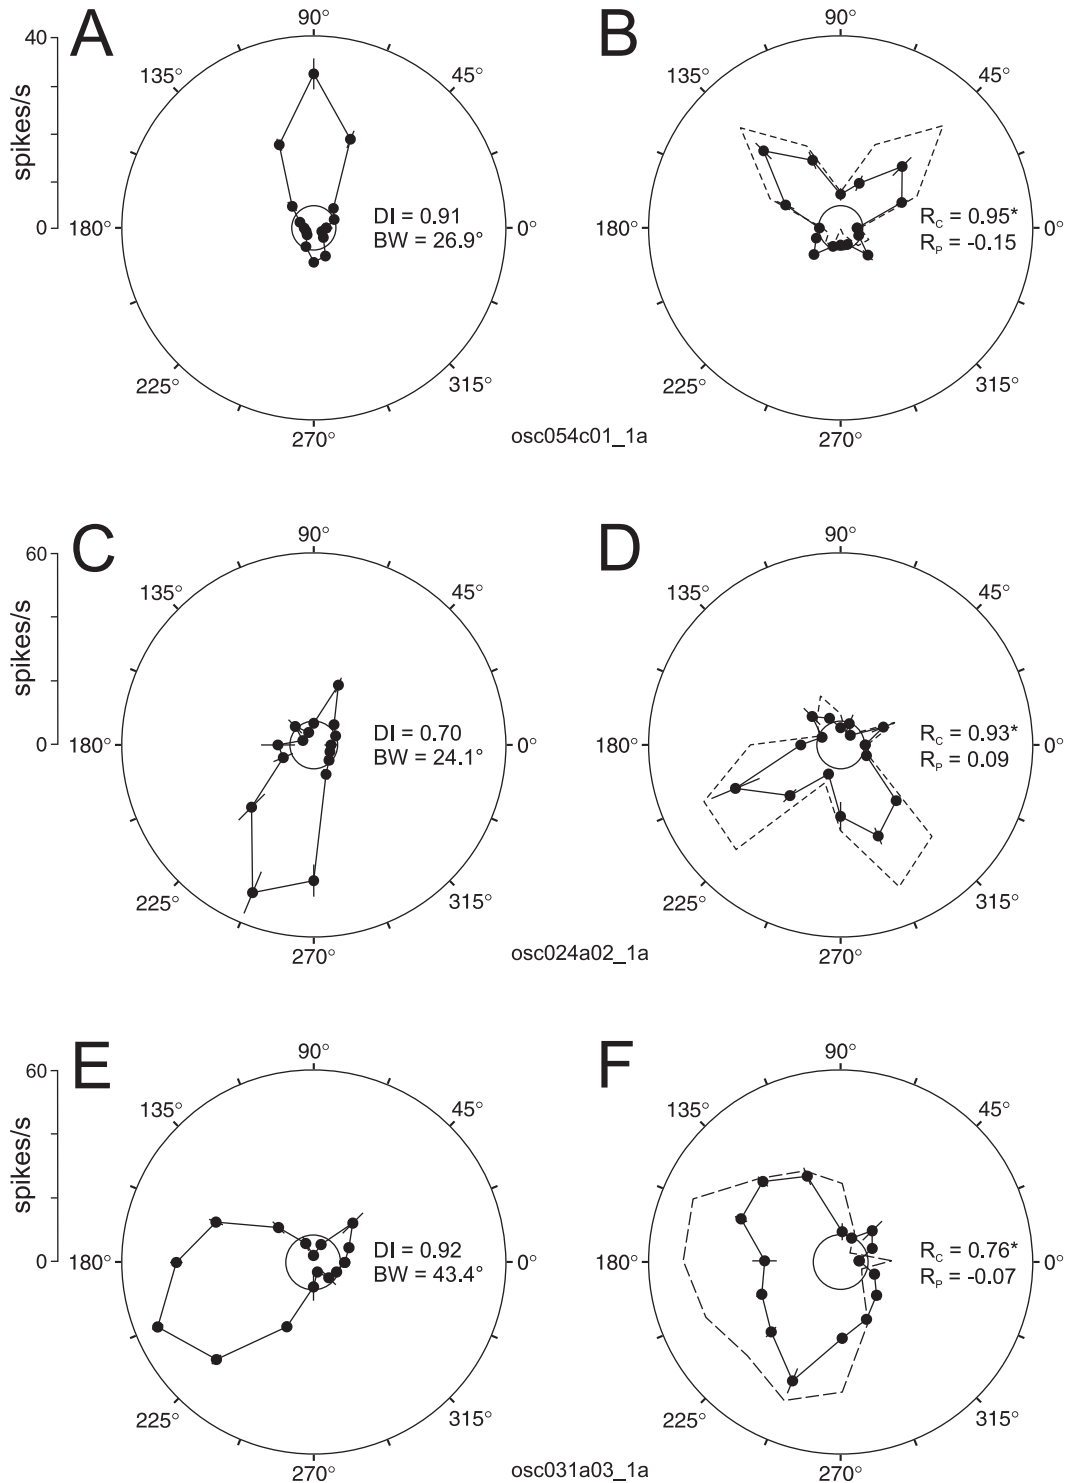 A
B
90°
90°
40
135°
45°
135°
45°
spikes/s
DI = 0.91
BW = 26.9°
R_C = 0.95*
R_P = -0.15
0
180°
0°
180°
0°
225°
315°
225°
315°
270°
270°
osc054c01_1a
C
D
90°
90°
60
135°
45°
135°
45°
spikes/s
DI = 0.70
BW = 24.1°
R_C = 0.93*
R_P = 0.09
0
180°
0°
180°
0°
225°
315°
225°
315°
270°
270°
osc024a02_1a
E
F
90°
90°
60
135°
45°
135°
45°
spikes/s
DI = 0.92
BW = 43.4°
R_C = 0.76*
R_P = -0.07
0
180°
0°
180°
0°
225°
315°
225°
315°
270°
270°
osc031a03_1a